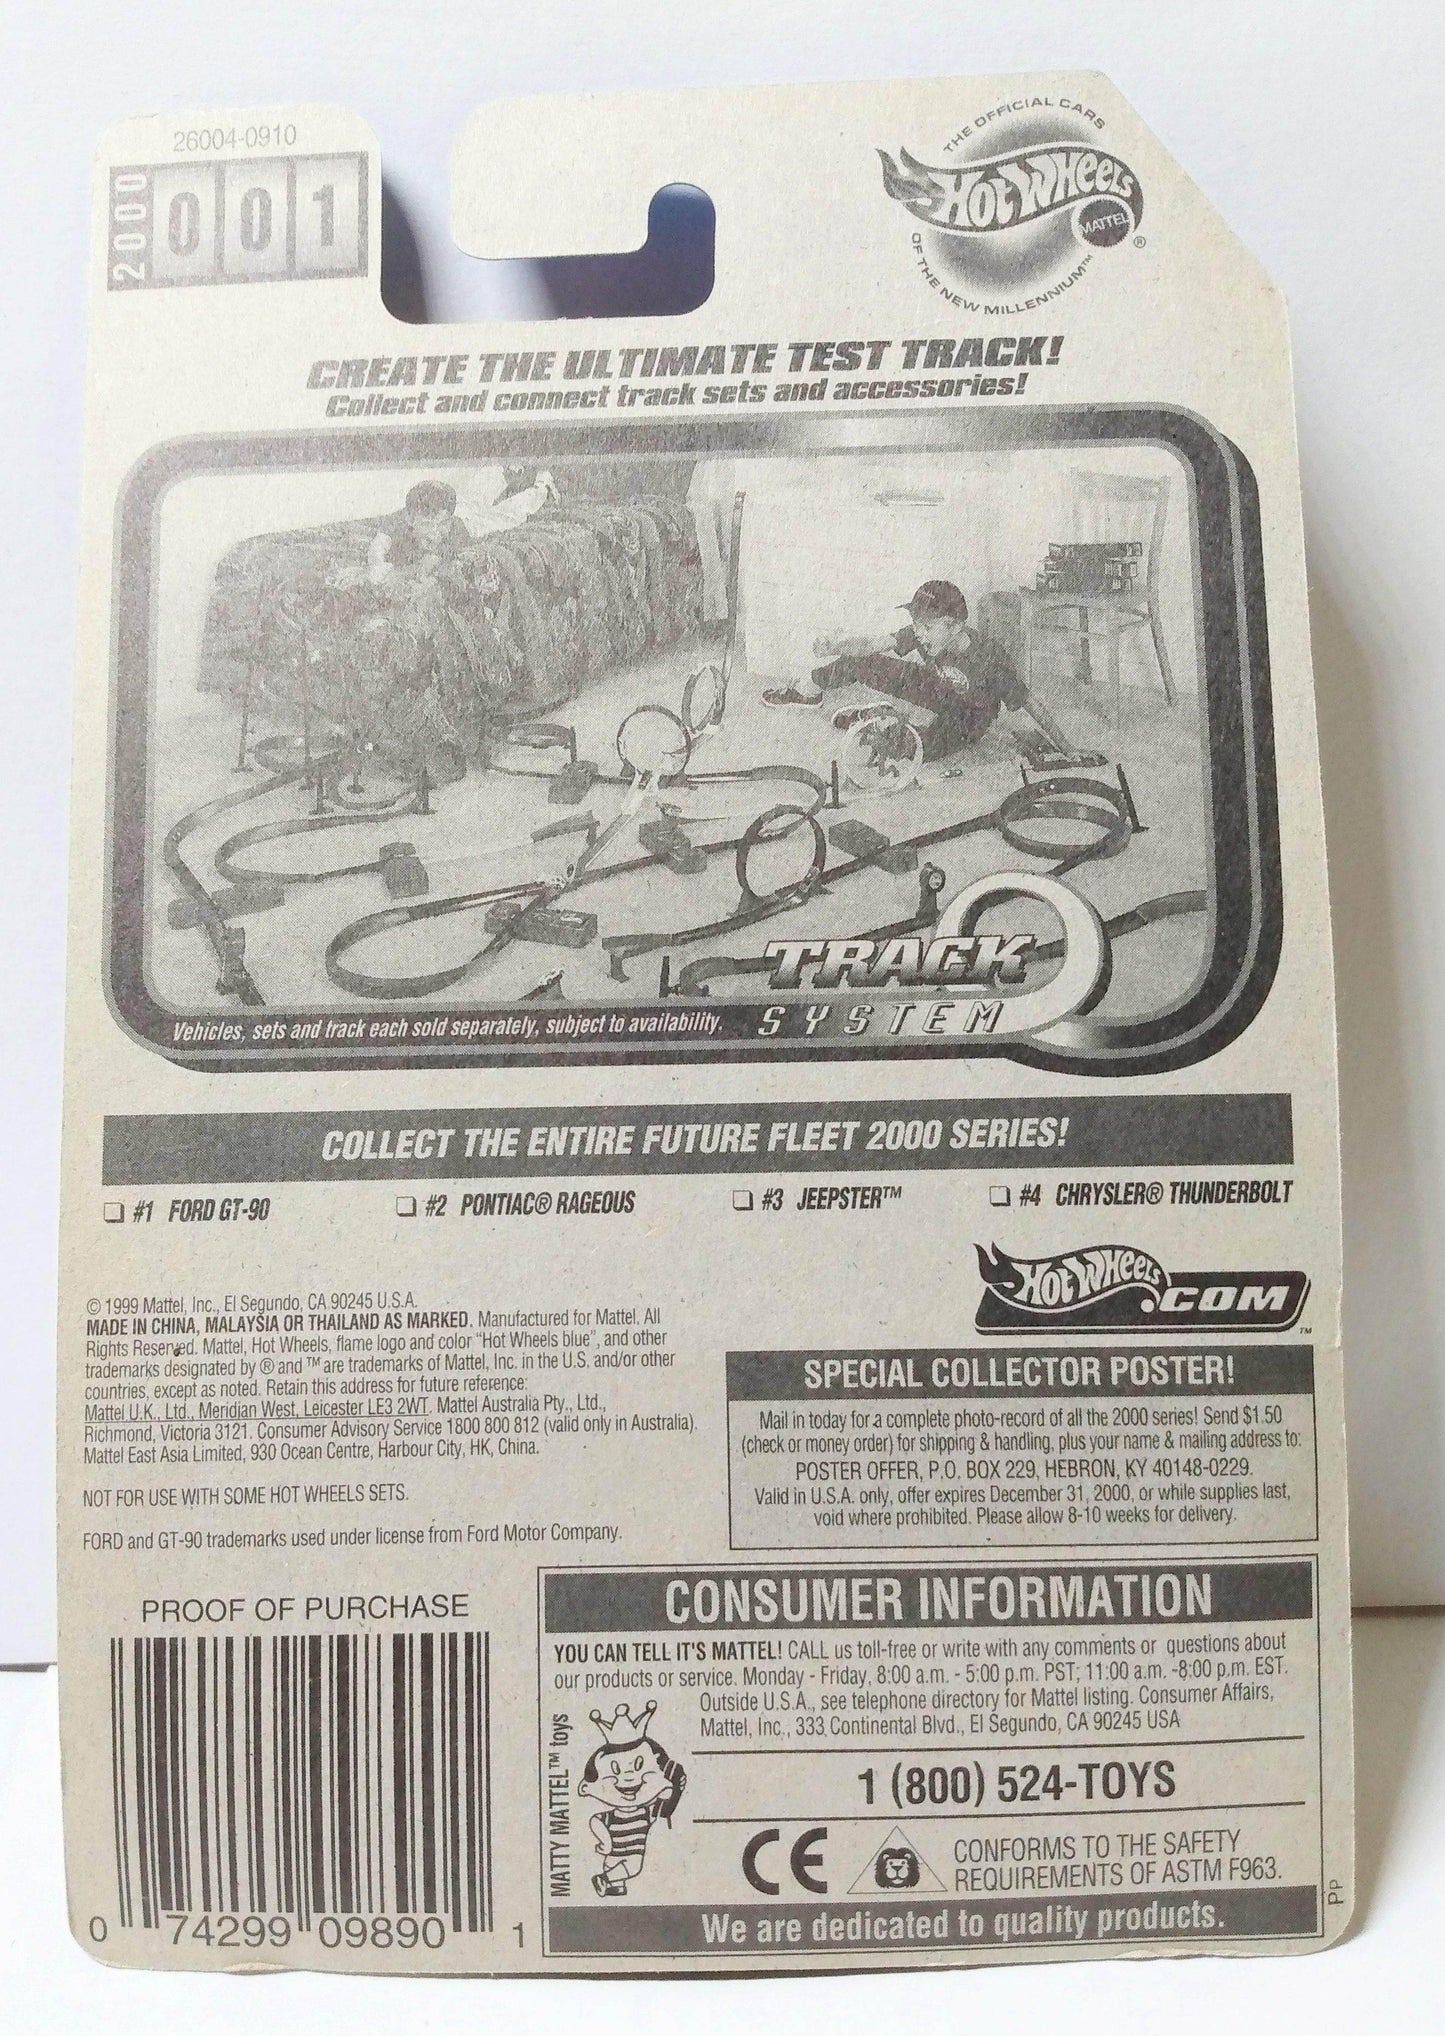 26004-0910
2000 001
THE OFFICIAL CARS
HOT WHEELS
MATTEL ®
OF THE NEW MILLENNIUM™
CREATE THE ULTIMATE TEST TRACK!
Collect and connect track sets and accessories!
TRACK
SYSTEM
Vehicles, sets and track each sold separately, subject to availability.
COLLECT THE ENTIRE FUTURE FLEET 2000 SERIES!
❑ #1 FORD GT-90 ❑ #2 PONTIAC® RAGEOUS ❑ #3 JEEPSTER™ ❑ #4 CHRYSLER® THUNDERBOLT
© 1999 Mattel, Inc., El Segundo, CA 90245 U.S.A.
MADE IN CHINA, MALAYSIA OR THAILAND AS MARKED. Manufactured for Mattel. All
Rights Reserved. Mattel, Hot Wheels, flame logo and color "Hot Wheels blue", and other
trademarks designated by ® and ™ are trademarks of Mattel, Inc. in the U.S. and/or other
countries, except as noted. Retain this address for future reference:
Mattel U.K., Ltd., Meridian West, Leicester LE3 2WT. Mattel Australia Pty., Ltd.,
Richmond, Victoria 3121. Consumer Advisory Service 1800 800 812 (valid only in Australia).
Mattel East Asia Limited, 930 Ocean Centre, Harbour City, HK, China.
NOT FOR USE WITH SOME HOT WHEELS SETS.
FORD and GT-90 trademarks used under license from Ford Motor Company.
HOT WHEELS.COM ™
SPECIAL COLLECTOR POSTER!
Mail in today for a complete photo-record of all the 2000 series! Send $1.50
(check or money order) for shipping & handling, plus your name & mailing address to:
POSTER OFFER, P.O. BOX 229, HEBRON, KY 40148-0229.
Valid in U.S.A. only, offer expires December 31, 2000, or while supplies last,
void where prohibited. Please allow 8-10 weeks for delivery.
PROOF OF PURCHASE
0 74299 09890 1
CONSUMER INFORMATION
YOU CAN TELL IT'S MATTEL! CALL us toll-free or write with any comments or questions about
our products or service. Monday - Friday, 8:00 a.m. - 5:00 p.m. PST; 11:00 a.m. -8:00 p.m. EST.
Outside U.S.A., see telephone directory for Mattel listing. Consumer Affairs,
Mattel, Inc., 333 Continental Blvd., El Segundo, CA 90245 USA
MATTY MATTEL™ toys
1 (800) 524-TOYS
CE
CONFORMS TO THE SAFETY
REQUIREMENTS OF ASTM F963.
We are dedicated to quality products.
PP